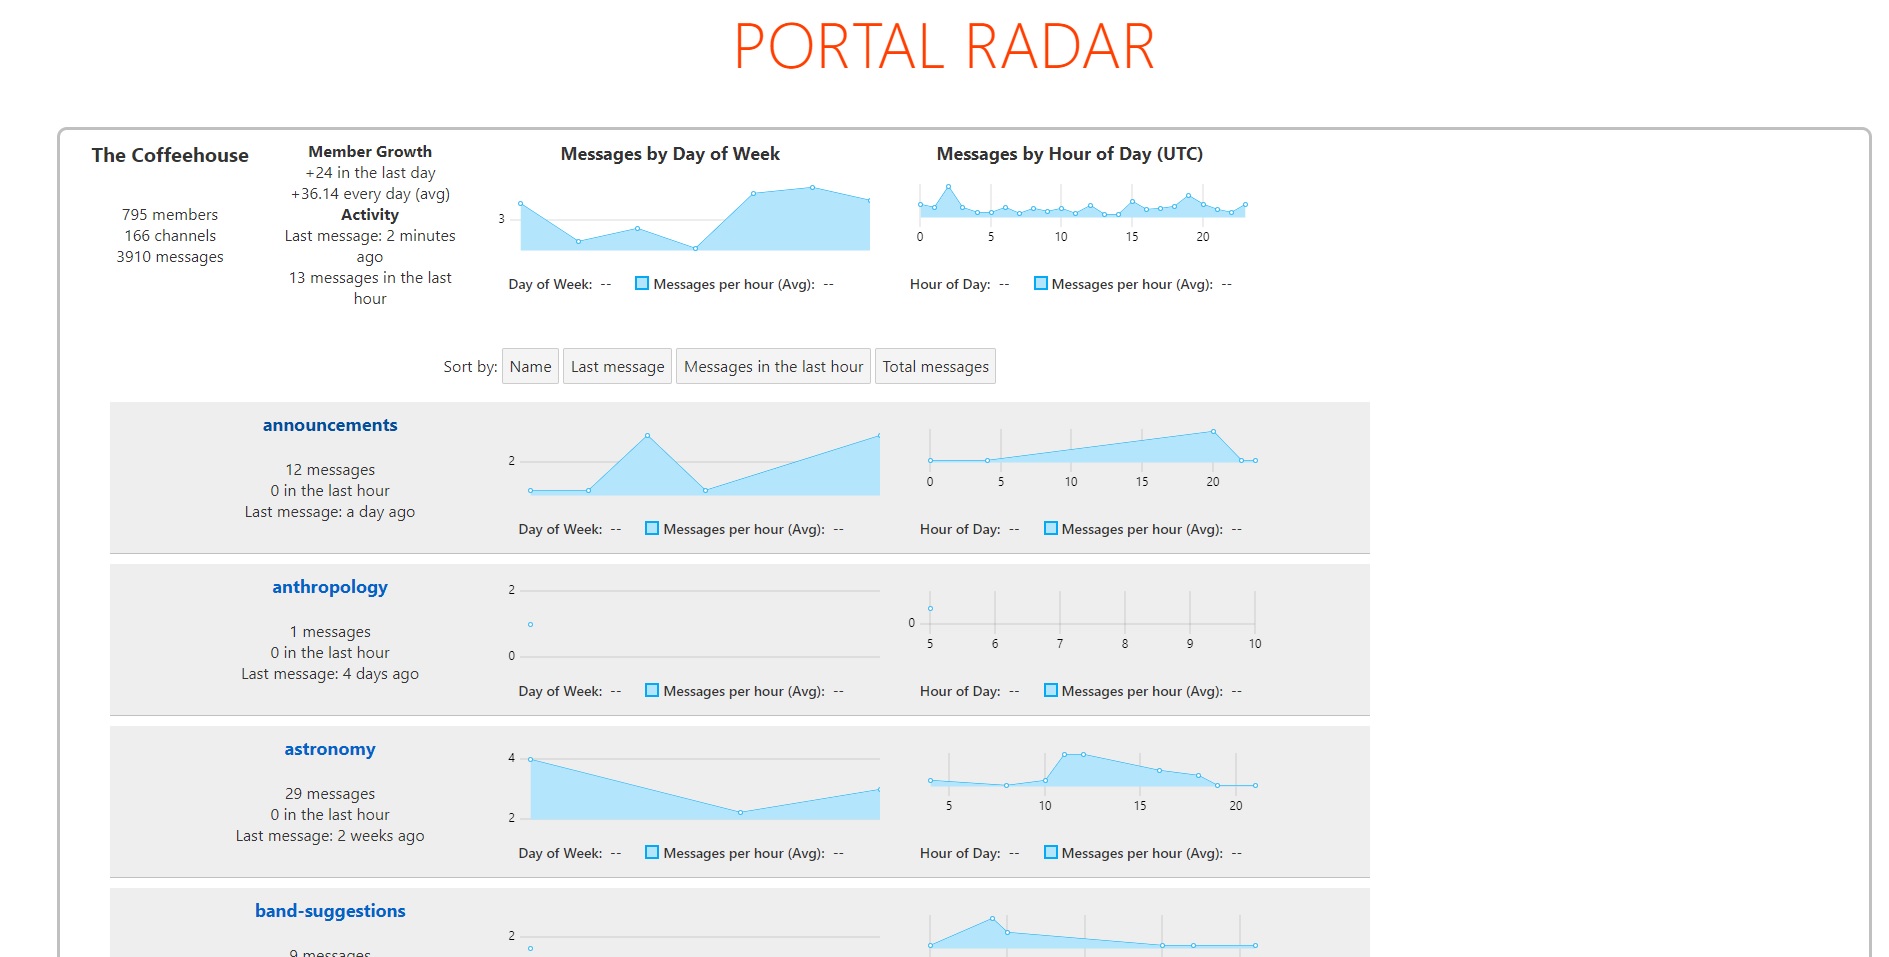 PORTAL RADAR
The Coffeehouse
795 members
166 channels
3910 messages
Member Growth
+24 in the last day
+36.14 every day (avg)
Activity
Last message: 2 minutes
ago
13 messages in the last
hour
Messages by Day of Week
3
Day of Week: -- Messages per hour (Avg): --
Messages by Hour of Day (UTC)
0 5 10 15 20
Hour of Day: -- Messages per hour (Avg): --
Sort by: Name Last message Messages in the last hour Total messages
announcements
12 messages
0 in the last hour
Last message: a day ago
2
Day of Week: -- Messages per hour (Avg): --
0 5 10 15 20
Hour of Day: -- Messages per hour (Avg): --
anthropology
1 messages
0 in the last hour
Last message: 4 days ago
2
0
Day of Week: -- Messages per hour (Avg): --
0
5 6 7 8 9 10
Hour of Day: -- Messages per hour (Avg): --
astronomy
29 messages
0 in the last hour
Last message: 2 weeks ago
4
2
Day of Week: -- Messages per hour (Avg): --
5 10 15 20
Hour of Day: -- Messages per hour (Avg): --
band-suggestions
9 messages
2